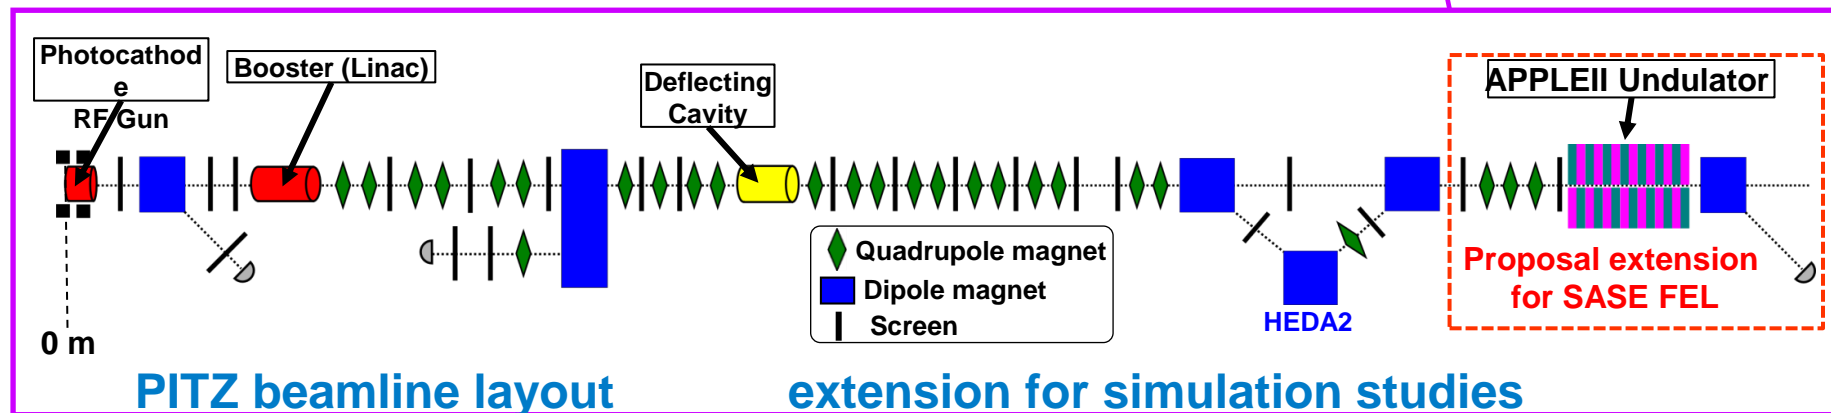 Photocathod
e
RF Gun
Booster (Linac)
Deflecting
Cavity
APPLEII Undulator
Quadrupole magnet
Dipole magnet
Screen
HEDA2
Proposal extension
for SASE FEL
0 m
PITZ beamline layout extension for simulation studies